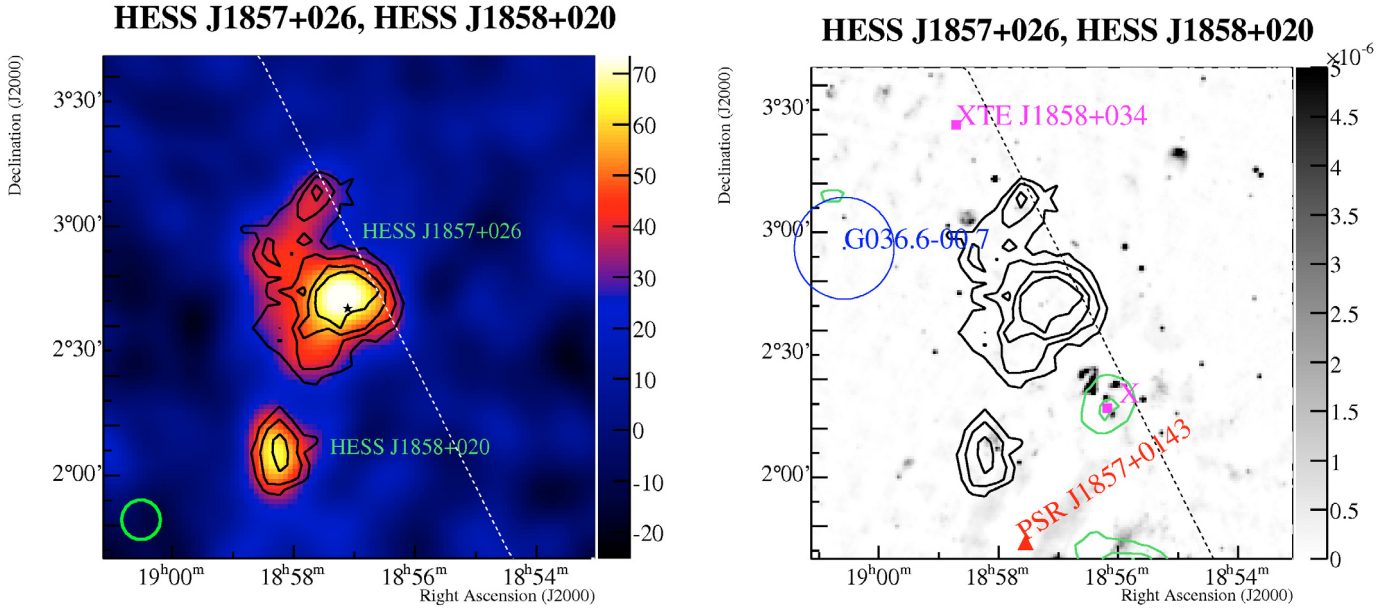 HESS J1857+026, HESS J1858+020
Declination (J2000)
3°30'
3°00'
2°30'
2°00'
HESS J1857+026
HESS J1858+020
70
60
50
40
30
20
10
0
-10
-20
19h00m
18h58m
18h56m
18h54m
Right Ascension (J2000)
HESS J1857+026, HESS J1858+020
Declination (J2000)
3°30'
3°00'
2°30'
2°00'
XTE J1858+034
G036.6-00.7
X
PSR J1857+0143
×10-6
5
4.5
4
3.5
3
2.5
2
1.5
1
0.5
0
19h00m
18h58m
18h56m
18h54m
Right Ascension (J2000)